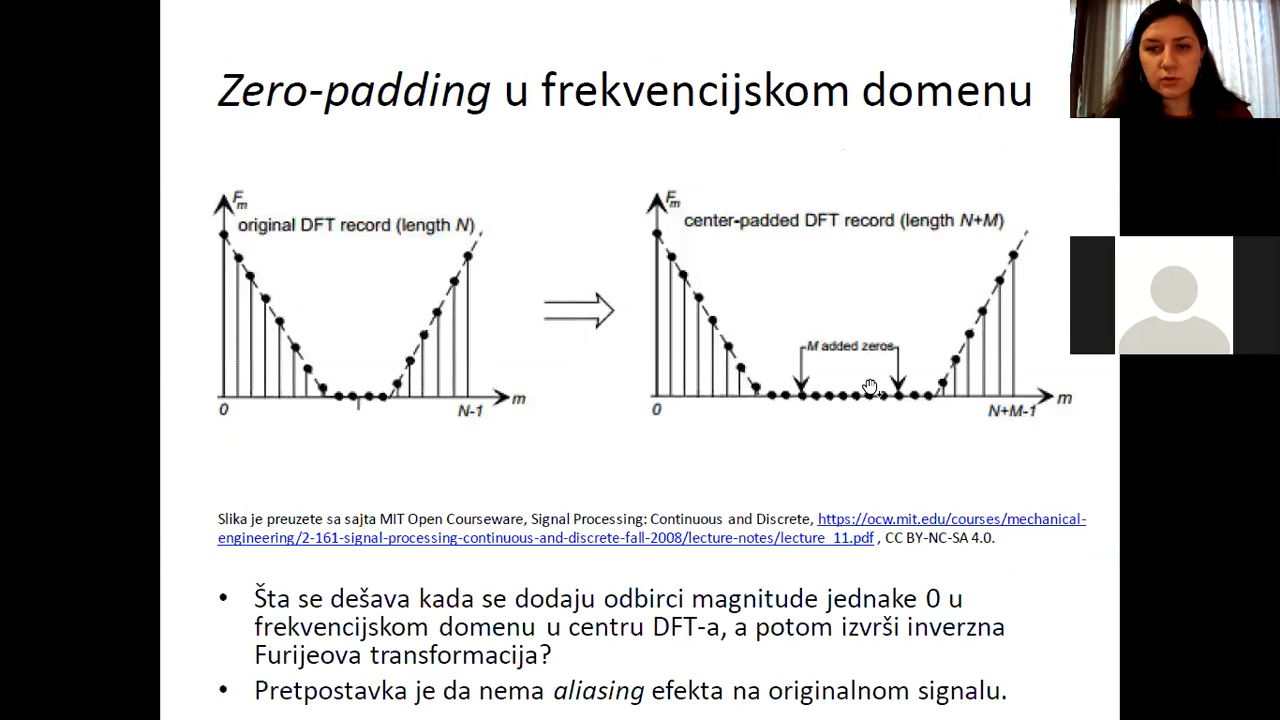 Zero-padding u frekvencijskom domenu
Fm
original DFT record (length N)
0
N-1
m
Fm
center-padded DFT record (length N+M)
M added zeros
0
N+M-1
m
Slika je preuzete sa sajta MIT Open Courseware, Signal Processing: Continuous and Discrete, https://ocw.mit.edu/courses/mechanical-
engineering/2-161-signal-processing-continuous-and-discrete-fall-2008/lecture-notes/lecture_11.pdf , CC BY-NC-SA 4.0.
• Šta se dešava kada se dodaju odbirci magnitude jednake 0 u
frekvencijskom domenu u centru DFT-a, a potom izvrši inverzna
Furijeova transformacija?
• Pretpostavka je da nema aliasing efekta na originalnom signalu.